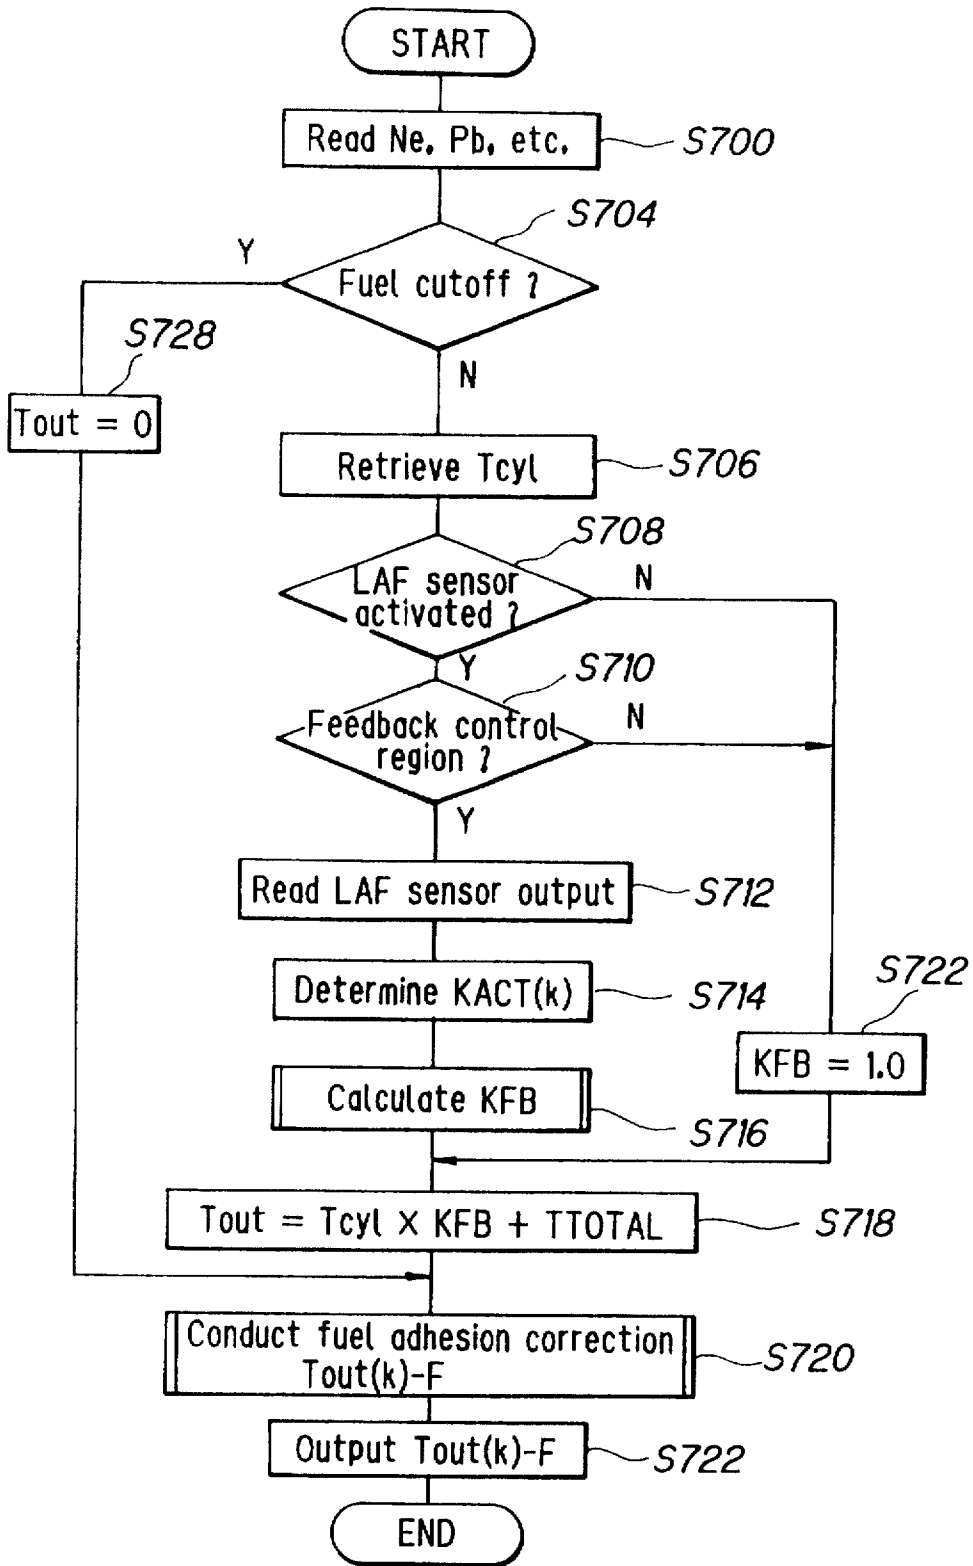 START
Read Ne, Pb, etc.
S700
S704
Y
Fuel cutoff ?
S728
N
Tout = 0
Retrieve Tcyl
S706
S708
LAF sensor
activated ?
N
Y
S710
Feedback control
region ?
N
Y
Read LAF sensor output
S712
S722
Determine KACT(k)
S714
KFB = 1.0
Calculate KFB
S716
Tout = Tcyl × KFB + TTOTAL
S718
Conduct fuel adhesion correction
Tout(k)-F
S720
Output Tout(k)-F
S722
END